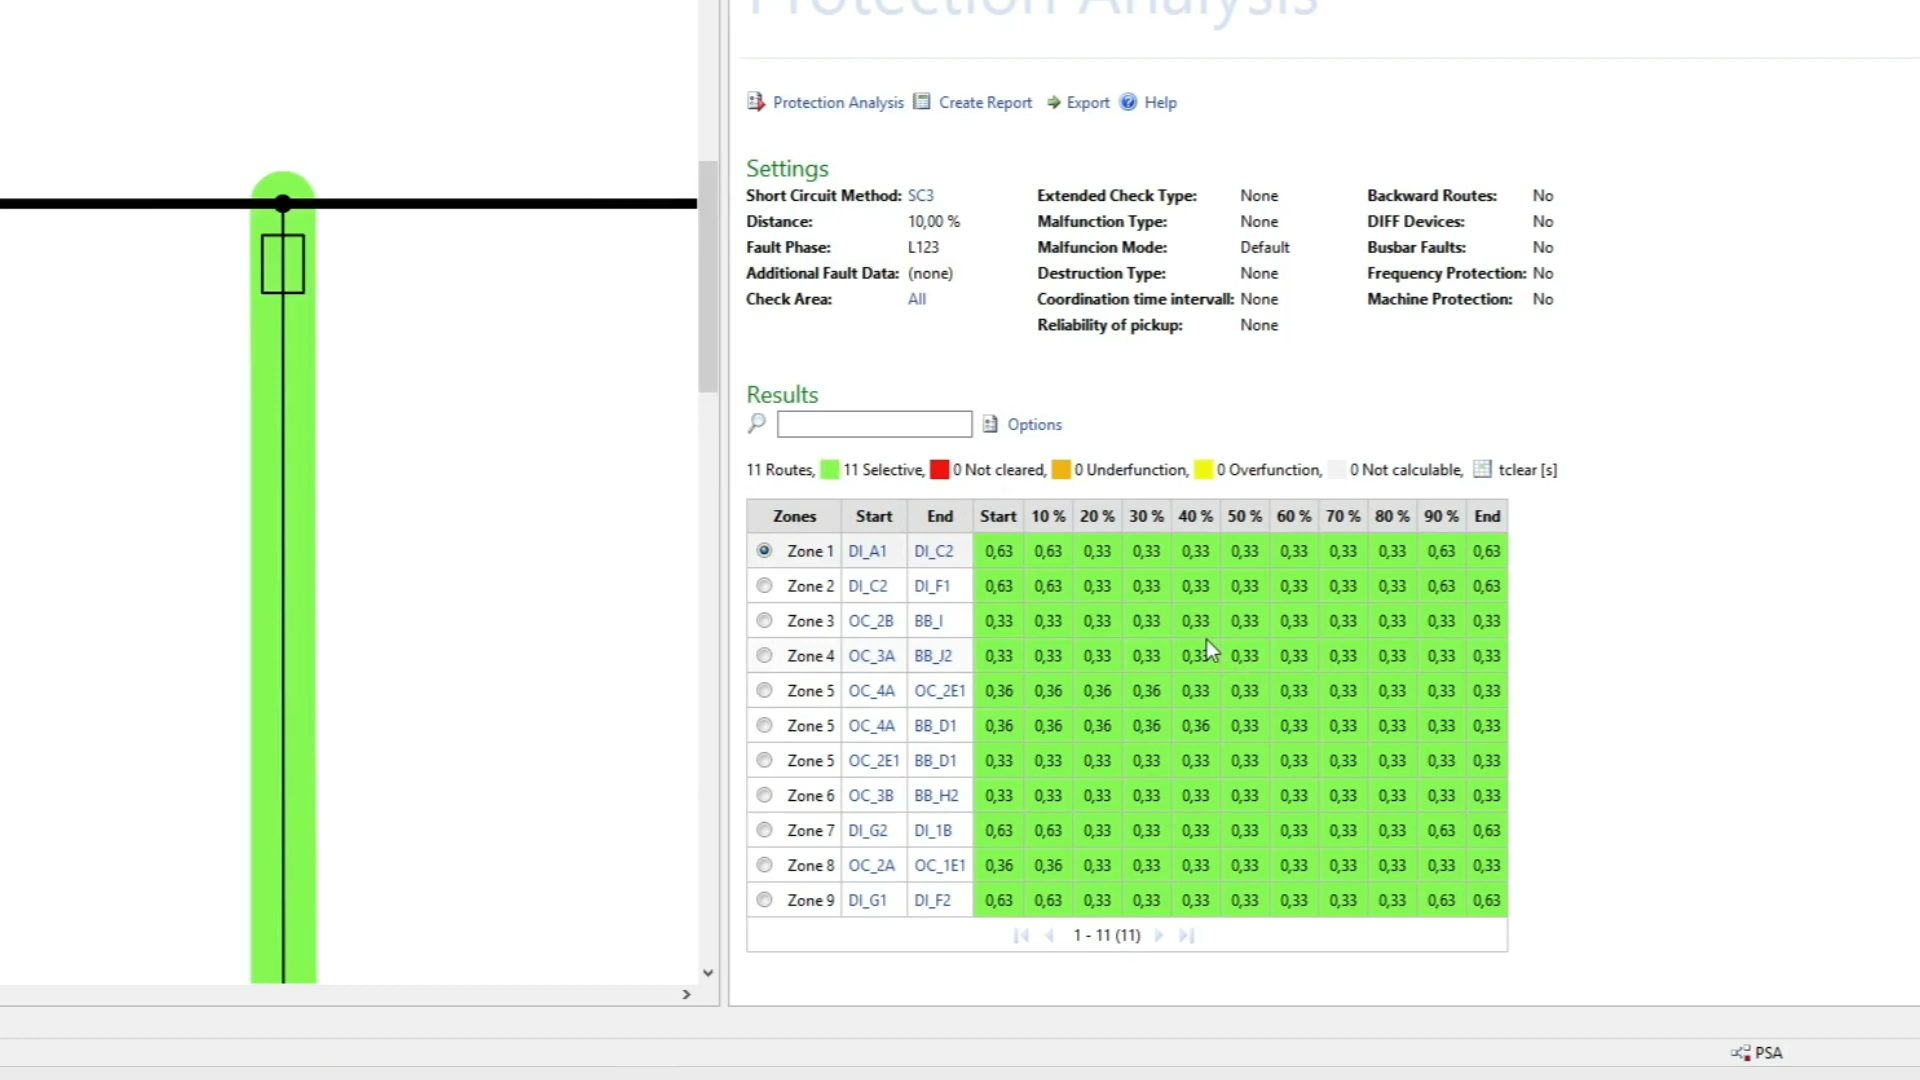 Protection Analysis
Protection Analysis Create Report Export Help
Settings
Short Circuit Method: SC3 Extended Check Type: None Backward Routes: No
Distance: 10,00 % Malfunction Type: None DIFF Devices: No
Fault Phase: L123 Malfuncion Mode: Default Busbar Faults: No
Additional Fault Data: (none) Destruction Type: None Frequency Protection: No
Check Area: All Coordination time intervall: None Machine Protection: No
Reliability of pickup: None
Results
Options
11 Routes, 11 Selective, 0 Not cleared, 0 Underfunction, 0 Overfunction, 0 Not calculable, tclear [s]
Zones Start End Start 10 % 20 % 30 % 40 % 50 % 60 % 70 % 80 % 90 % End
Zone 1 DI_A1 DI_C2 0,63 0,63 0,33 0,33 0,33 0,33 0,33 0,33 0,33 0,63 0,63
Zone 2 DI_C2 DI_F1 0,63 0,63 0,33 0,33 0,33 0,33 0,33 0,33 0,33 0,63 0,63
Zone 3 OC_2B BB_I 0,33 0,33 0,33 0,33 0,33 0,33 0,33 0,33 0,33 0,33 0,33
Zone 4 OC_3A BB_J2 0,33 0,33 0,33 0,33 0,33 0,33 0,33 0,33 0,33 0,33 0,33
Zone 5 OC_4A OC_2E1 0,36 0,36 0,36 0,36 0,33 0,33 0,33 0,33 0,33 0,33 0,33
Zone 5 OC_4A BB_D1 0,36 0,36 0,36 0,36 0,36 0,33 0,33 0,33 0,33 0,33 0,33
Zone 5 OC_2E1 BB_D1 0,33 0,33 0,33 0,33 0,33 0,33 0,33 0,33 0,33 0,33 0,33
Zone 6 OC_3B BB_H2 0,33 0,33 0,33 0,33 0,33 0,33 0,33 0,33 0,33 0,33 0,33
Zone 7 DI_G2 DI_1B 0,63 0,63 0,33 0,33 0,33 0,33 0,33 0,33 0,33 0,63 0,63
Zone 8 OC_2A OC_1E1 0,36 0,36 0,33 0,33 0,33 0,33 0,33 0,33 0,33 0,33 0,33
Zone 9 DI_G1 DI_F2 0,63 0,63 0,33 0,33 0,33 0,33 0,33 0,33 0,33 0,63 0,63
1 - 11 (11)
PSA